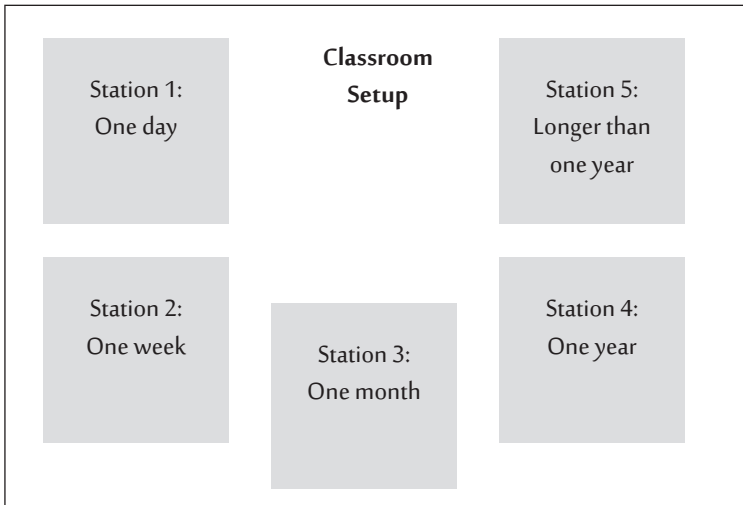 Classroom
Setup
Station 1:
One day
Station 2:
One week
Station 3:
One month
Station 4:
One year
Station 5:
Longer than
one year